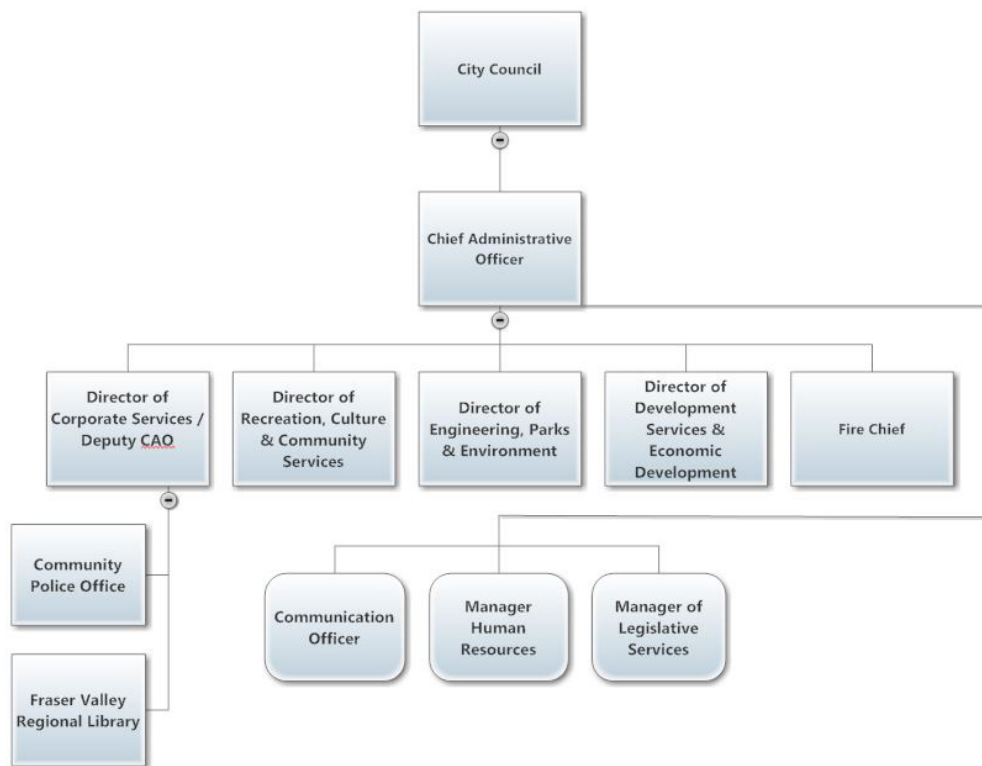 City Council
Chief Administrative
Officer
Director of
Corporate Services /
Deputy CAO
Director of
Recreation, Culture
& Community
Services
Director of
Engineering, Parks
& Environment
Director of
Development
Services &
Economic
Development
Fire Chief
Community
Police Office
Communication
Officer
Manager
Human
Resources
Manager of
Legislative
Services
Fraser Valley
Regional Library